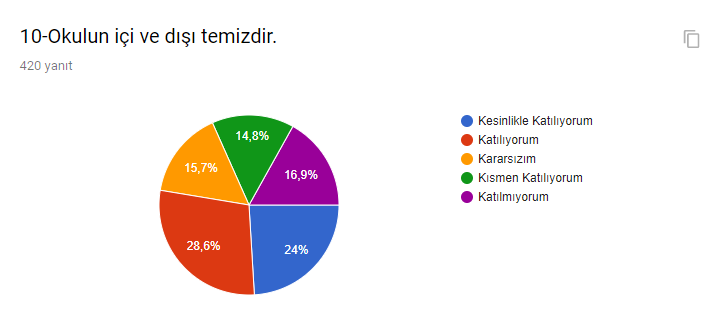 10-Okulun içi ve dışı temizdir.
420 yanıt
Kesinlikle Katılıyorum
Katılıyorum
Kararsızım
Kısmen Katılıyorum
Katılmıyorum
14,8%
15,7%
16,9%
28,6%
24%